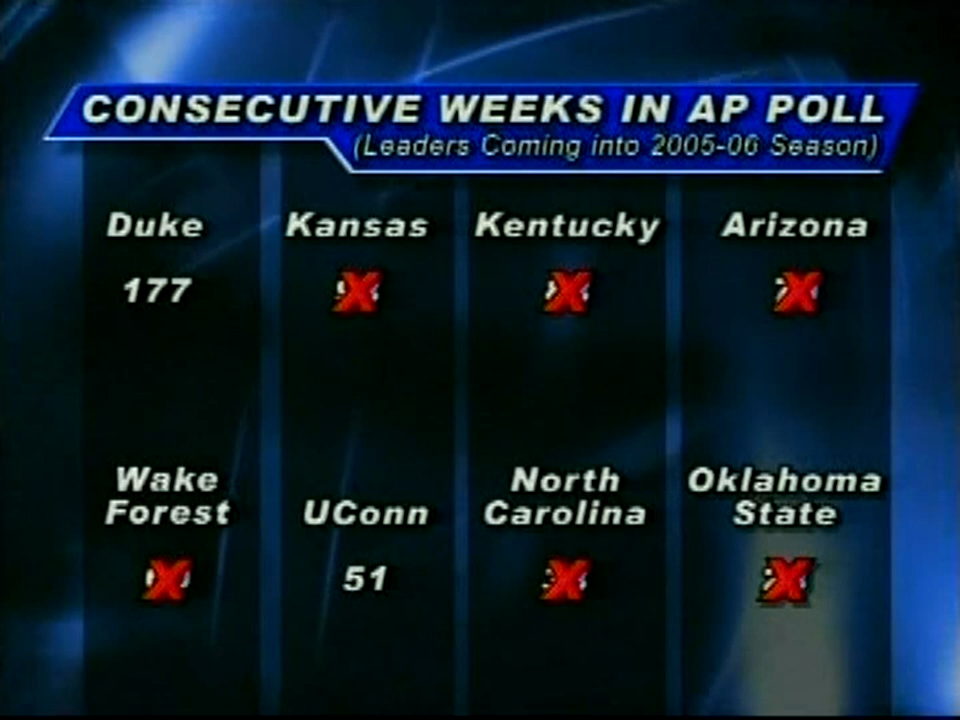 CONSECUTIVE WEEKS IN AP POLL
(Leaders Coming into 2005-06 Season)
Duke Kansas Kentucky Arizona
177
Wake Forest
UConn
North Carolina
Oklahoma State
51